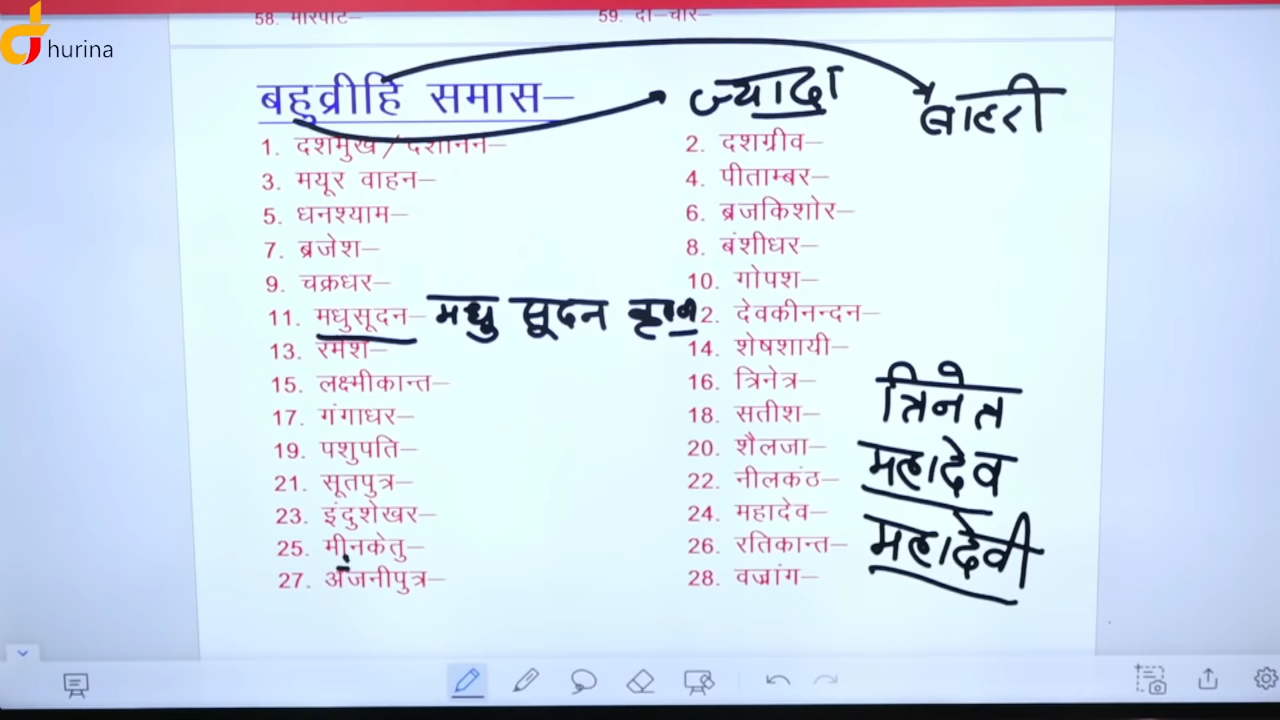 58. मारपीट– 59. दो–चार–
hurina
बहुव्रीहि समास– ज्यादा बाहरी
1. दशमुख / दशानन– 2. दशग्रीव–
3. मयूर वाहन– 4. पीताम्बर–
5. धनश्याम– 6. ब्रजकिशोर–
7. ब्रजेश– 8. बंशीधर–
9. चक्रधर– 10. गोपश–
11. मधुसूदन– मधु सूदन 2. देवकीनन्दन–
13. रमेश– 14. शेषशायी–
15. लक्ष्मीकान्त– 16. त्रिनेत्र– त्रिनेत्र
17. गंगाधर– 18. सतीश–
19. पशुपति– 20. शैलजा– महादेव
21. सूतपुत्र– 22. नीलकंठ–
23. इंदुशेखर– 24. महादेव–
25. मीनकेतु– 26. रतिकान्त– महादेवी
27. अंजनीपुत्र– 28. वज्रांग–